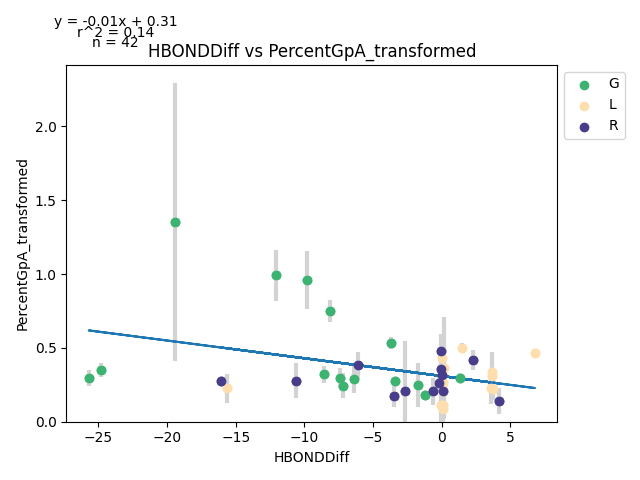 y = -0.01x + 0.31
r^2 = 0.14
n = 42
HBONDDiff vs PercentGpA_transformed
G
L
R
PercentGpA_transformed
2.0
1.5
1.0
0.5
0.0
−25
−20
−15
−10
−5
0
5
HBONDDiff